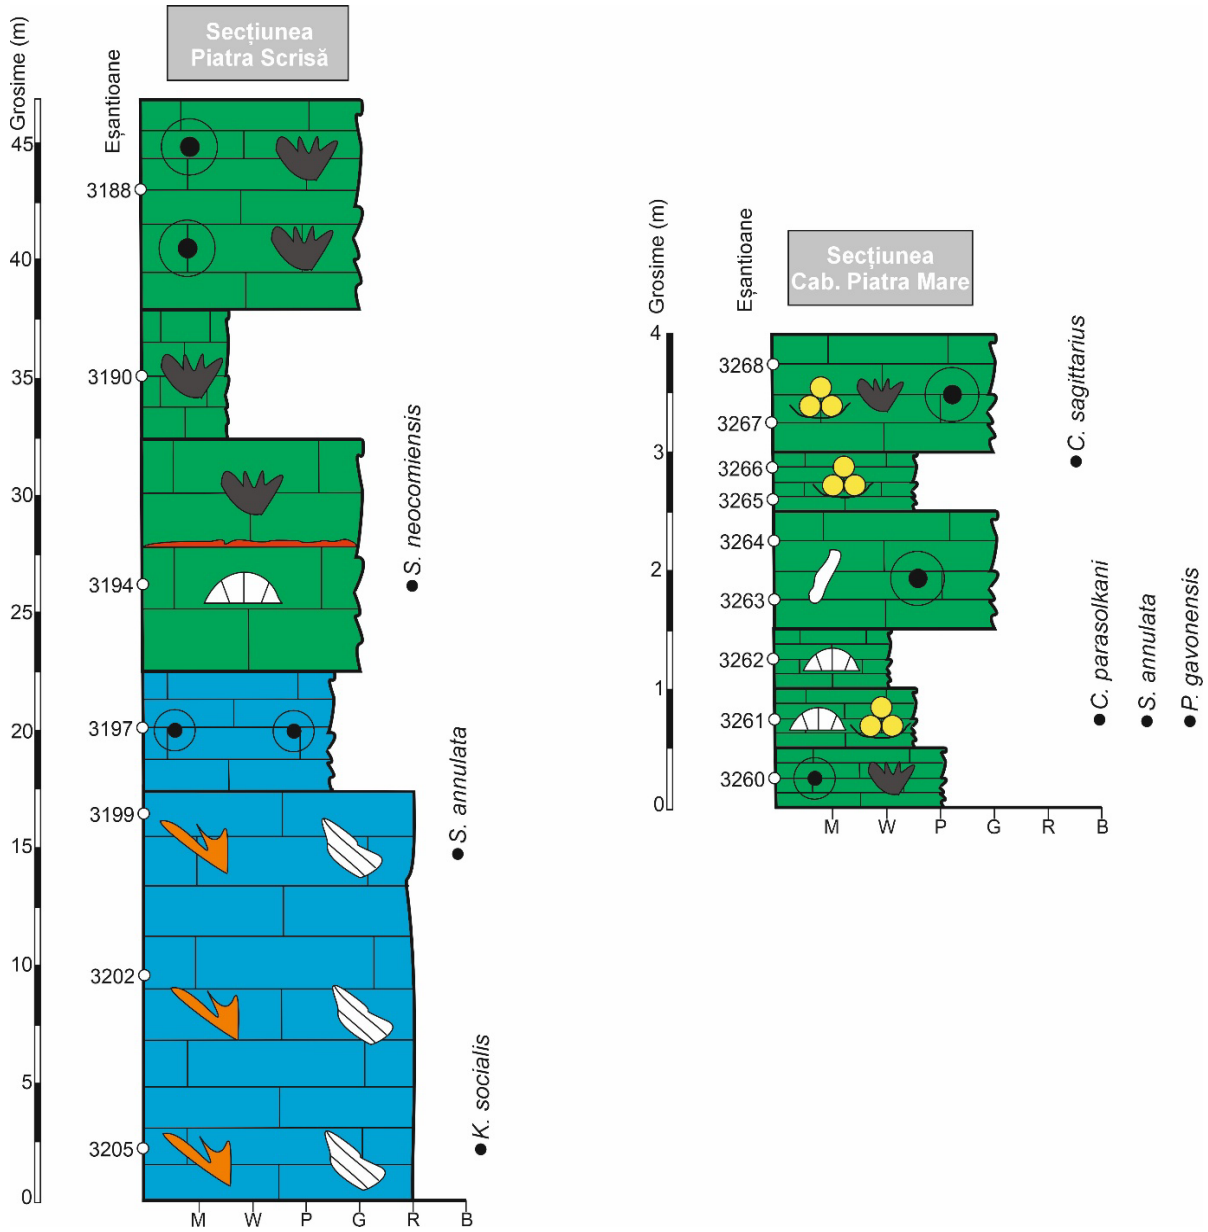 Secțiunea
Piatra Scrisă
Grosime (m)
Eșantioane
45
40
35
30
25
20
15
10
5
0
3188
3190
3194
3197
3199
3202
3205
S. neocomiensis
S. annulata
K. socialis
M W P G R B
Secțiunea
Cab. Piatra Mare
Grosime (m)
Eșantioane
4
3
2
1
0
3268
3267
3266
3265
3264
3263
3262
3261
3260
C. sagittarius
C. parasolkani
S. annulata
P. gavonensis
M W P G R B